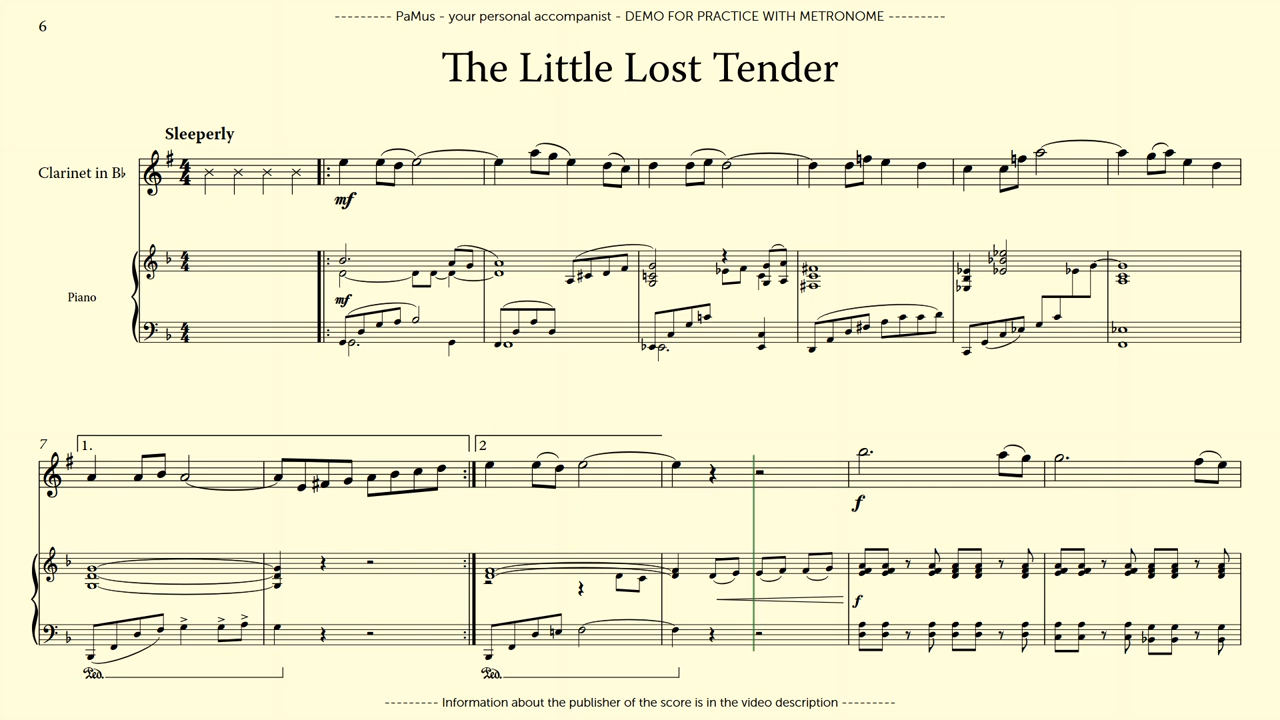 --------- PaMus - your personal accompanist - DEMO FOR PRACTICE WITH METRONOME ---------
6
The Little Lost Tender
Sleeperly
Clarinet in B♭
mf
Piano
mf
7
1.
2
f
f
Ped.
Ped.
--------- Information about the publisher of the score is in the video description ---------